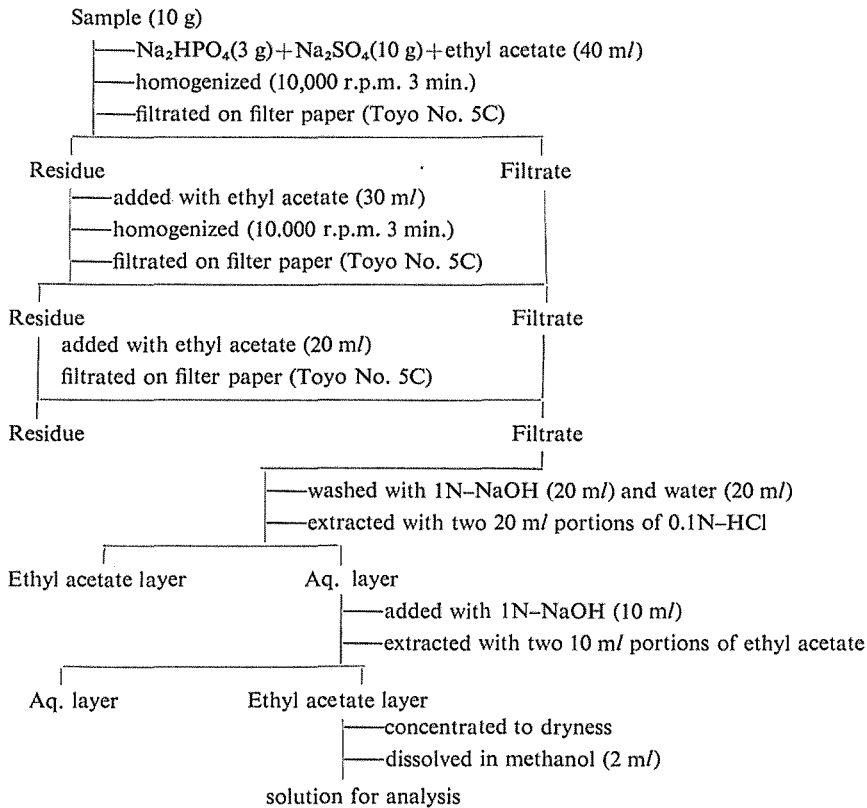 Sample (10 g)
Na₂HPO₄(3 g)+Na₂SO₄(10 g)+ethyl acetate (40 ml)
homogenized (10,000 r.p.m. 3 min.)
filtrated on filter paper (Toyo No. 5C)
Residue Filtrate
added with ethyl acetate (30 ml)
homogenized (10.000 r.p.m. 3 min.)
filtrated on filter paper (Toyo No. 5C)
Residue Filtrate
added with ethyl acetate (20 ml)
filtrated on filter paper (Toyo No. 5C)
Residue Filtrate
washed with 1N–NaOH (20 ml) and water (20 ml)
extracted with two 20 ml portions of 0.1N–HCl
Ethyl acetate layer Aq. layer
added with 1N–NaOH (10 ml)
extracted with two 10 ml portions of ethyl acetate
Aq. layer Ethyl acetate layer
concentrated to dryness
dissolved in methanol (2 ml)
solution for analysis